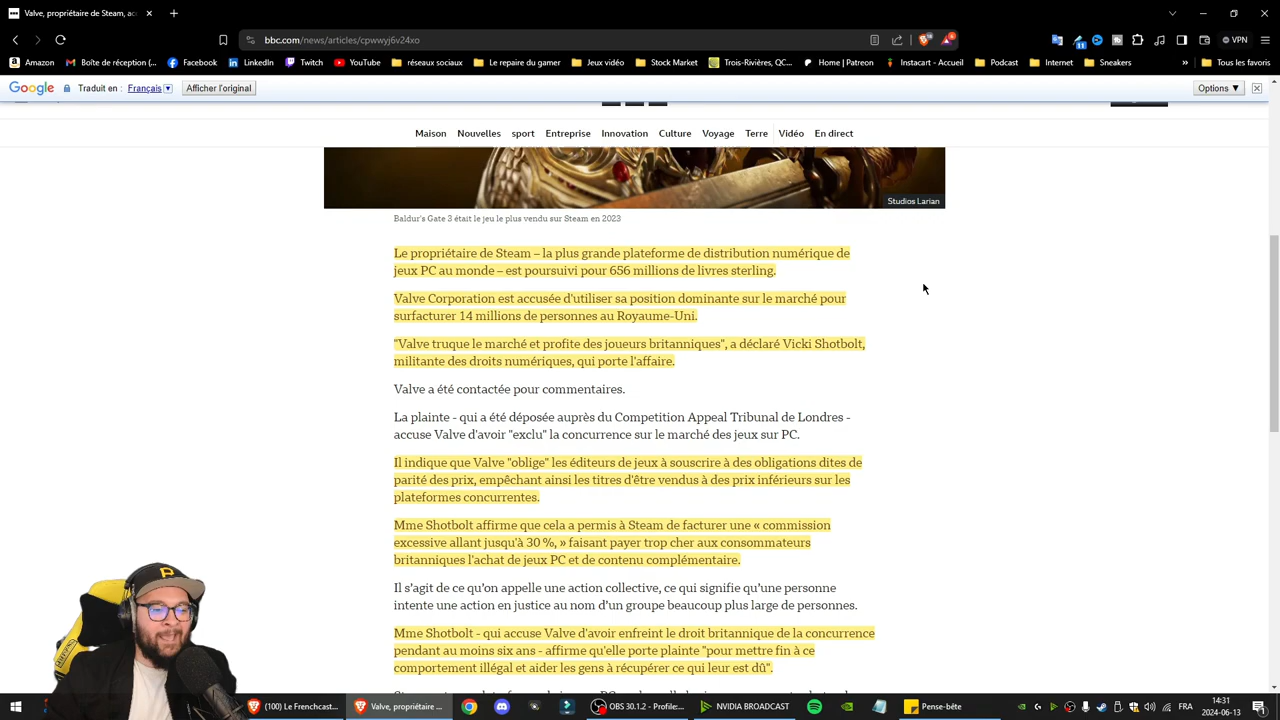 Valve, propriétaire de Steam, ac
bbc.com/news/articles/cpwwyj6v24xo
VPN
Amazon
Boîte de réception (...
Facebook
LinkedIn
Twitch
YouTube
réseaux sociaux
Le repaire du gamer
Jeux vidéo
Stock Market
Trois-Rivières, QC...
Home | Patreon
Instacart - Accueil
Podcast
Internet
Sneakers
»
Tous les favoris
Google Traduit en : Français Afficher l'original
Options ▼
Maison Nouvelles sport Entreprise Innovation Culture Voyage Terre Vidéo En direct
Studios Larian
Baldur's Gate 3 était le jeu le plus vendu sur Steam en 2023
Le propriétaire de Steam – la plus grande plateforme de distribution numérique de
jeux PC au monde – est poursuivi pour 656 millions de livres sterling.
Valve Corporation est accusée d'utiliser sa position dominante sur le marché pour
surfacturer 14 millions de personnes au Royaume-Uni.
"Valve truque le marché et profite des joueurs britanniques", a déclaré Vicki Shotbolt,
militante des droits numériques, qui porte l'affaire.
Valve a été contactée pour commentaires.
La plainte - qui a été déposée auprès du Competition Appeal Tribunal de Londres -
accuse Valve d'avoir "exclu" la concurrence sur le marché des jeux sur PC.
Il indique que Valve "oblige" les éditeurs de jeux à souscrire à des obligations dites de
parité des prix, empêchant ainsi les titres d'être vendus à des prix inférieurs sur les
plateformes concurrentes.
Mme Shotbolt affirme que cela a permis à Steam de facturer une « commission
excessive allant jusqu'à 30 %, » faisant payer trop cher aux consommateurs
britanniques l'achat de jeux PC et de contenu complémentaire.
Il s’agit de ce qu’on appelle une action collective, ce qui signifie qu’une personne
intente une action en justice au nom d’un groupe beaucoup plus large de personnes.
Mme Shotbolt - qui accuse Valve d'avoir enfreint le droit britannique de la concurrence
pendant au moins six ans - affirme qu'elle porte plainte "pour mettre fin à ce
comportement illégal et aider les gens à récupérer ce qui leur est dû".
P
(100) Le Frenchcast...
Valve, propriétaire ...
OBS 30.1.2 - Profile:...
NVIDIA BROADCAST
Pense-bête
FRA
14:31
2024-06-13